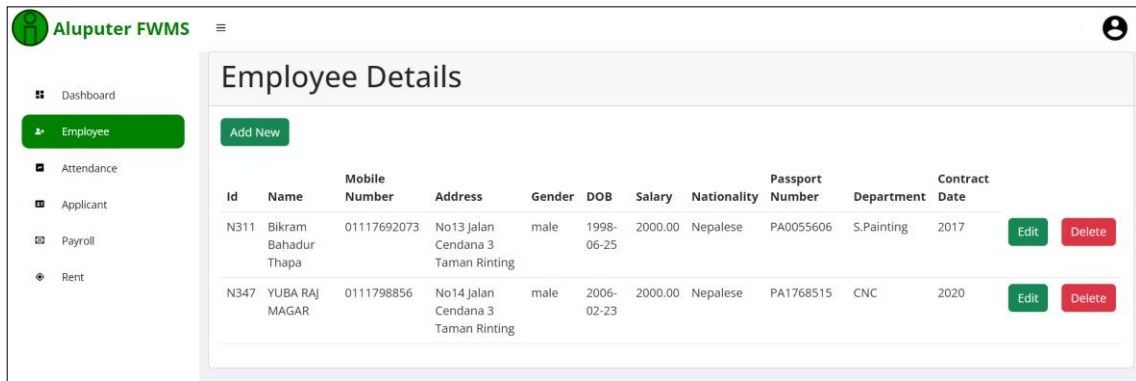 Aluputer FWMS
Employee Details
Dashboard
Employee
Attendance
Applicant
Payroll
Rent
Add New
Id Name Mobile Number Address Gender DOB Salary Nationality Passport Number Department Contract Date
N311 Bikram Bahadur Thapa 01117692073 No13 Jalan Cendana 3 Taman Rinting male 1998-06-25 2000.00 Nepalese PA0055606 S.Painting 2017 Edit Delete
N347 YUBA RAJ MAGAR 0111798856 No14 Jalan Cendana 3 Taman Rinting male 2006-02-23 2000.00 Nepalese PA1768515 CNC 2020 Edit Delete